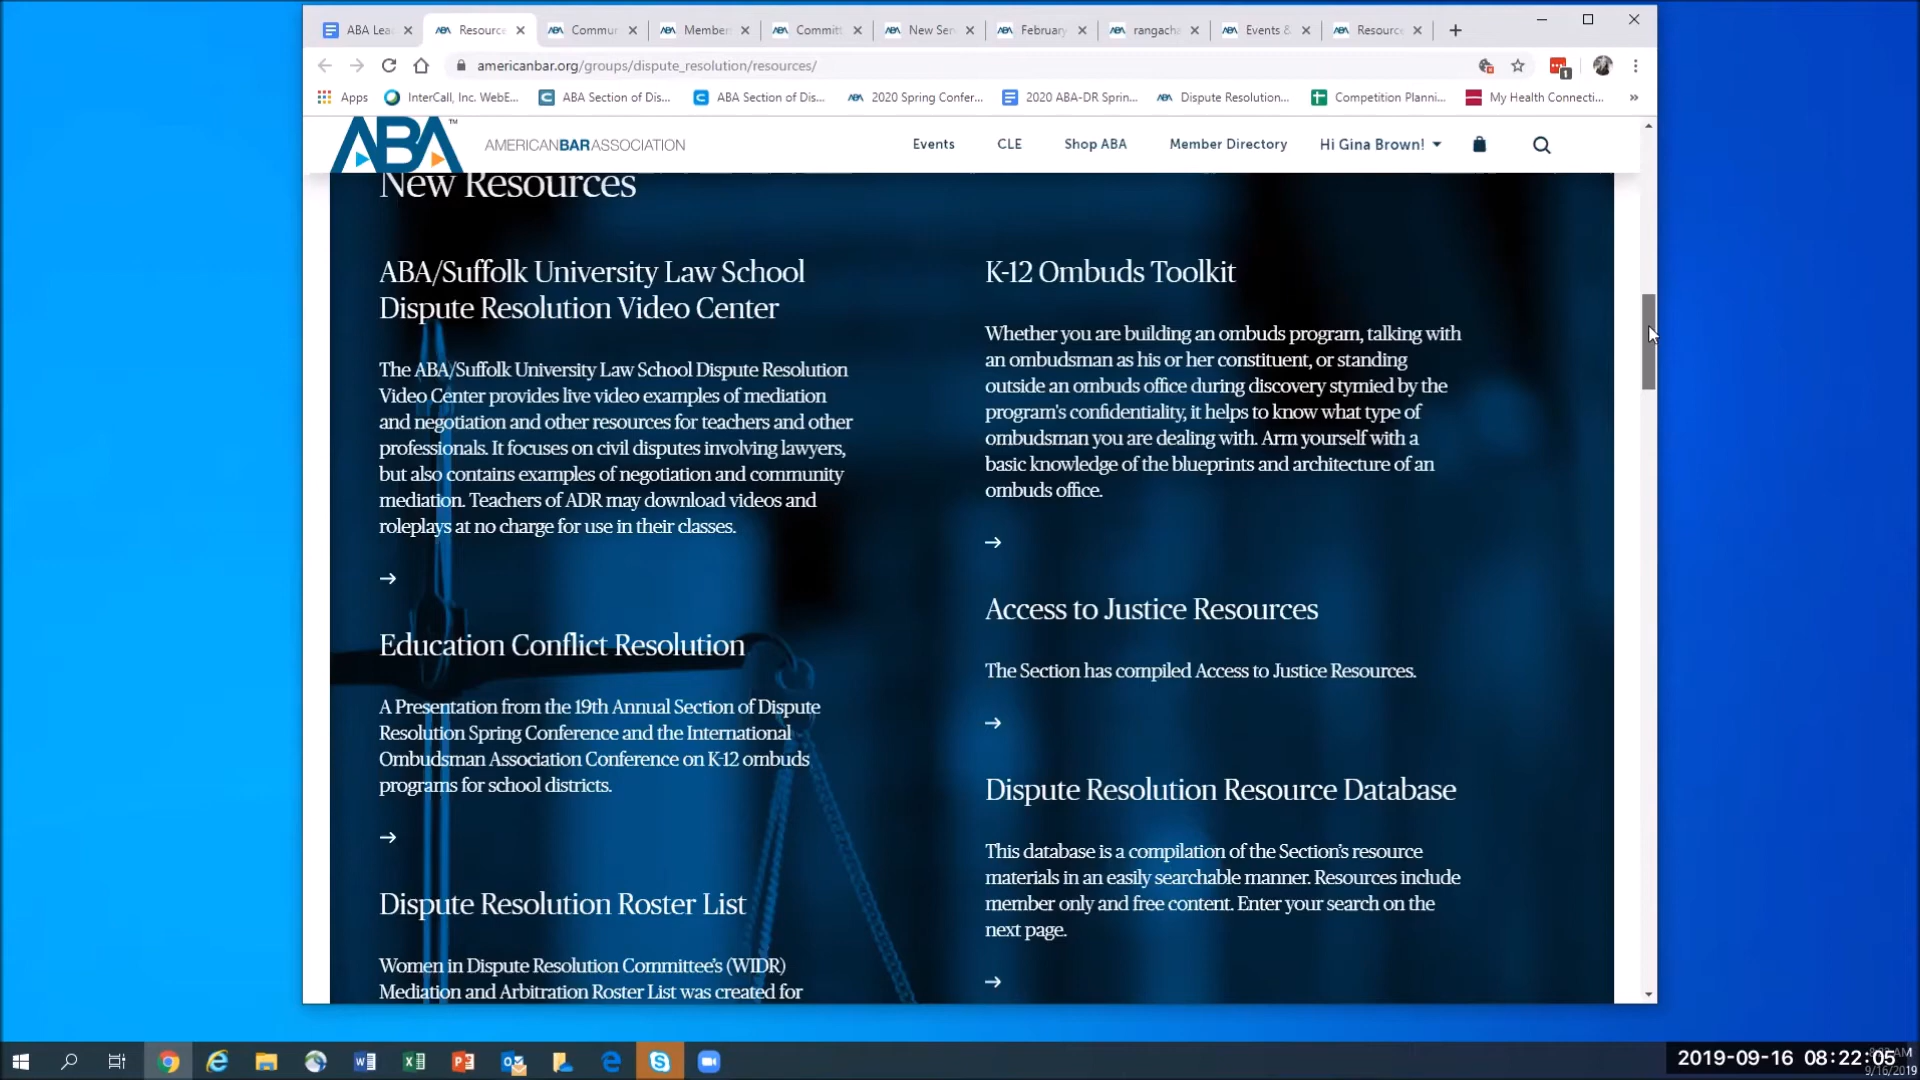 ABA Lea
Resource
Commun
Member
Committ
New Ser
February
rangacha
Events &
Resource
americanbar.org/groups/dispute_resolution/resources/
Apps
InterCall, Inc. WebE...
ABA Section of Dis...
ABA Section of Dis...
2020 Spring Confer...
2020 ABA-DR Sprin...
Dispute Resolution...
Competition Planni...
My Health Connecti...
»
ABA TM
AMERICANBARASSOCIATION
Events
CLE
Shop ABA
Member Directory
Hi Gina Brown!
New Resources
ABA/Suffolk University Law School
Dispute Resolution Video Center
The ABA/Suffolk University Law School Dispute Resolution
Video Center provides live video examples of mediation
and negotiation and other resources for teachers and other
professionals. It focuses on civil disputes involving lawyers,
but also contains examples of negotiation and community
mediation. Teachers of ADR may download videos and
roleplays at no charge for use in their classes.
→
Education Conflict Resolution
A Presentation from the 19th Annual Section of Dispute
Resolution Spring Conference and the International
Ombudsman Association Conference on K-12 ombuds
programs for school districts.
→
Dispute Resolution Roster List
Women in Dispute Resolution Committee's (WIDR)
Mediation and Arbitration Roster List was created for
K-12 Ombuds Toolkit
Whether you are building an ombuds program, talking with
an ombudsman as his or her constituent, or standing
outside an ombuds office during discovery stymied by the
program's confidentiality, it helps to know what type of
ombudsman you are dealing with. Arm yourself with a
basic knowledge of the blueprints and architecture of an
ombuds office.
→
Access to Justice Resources
The Section has compiled Access to Justice Resources.
→
Dispute Resolution Resource Database
This database is a compilation of the Section's resource
materials in an easily searchable manner. Resources include
member only and free content. Enter your search on the
next page.
→
2019-09-16 08:22:05
9/16/2019